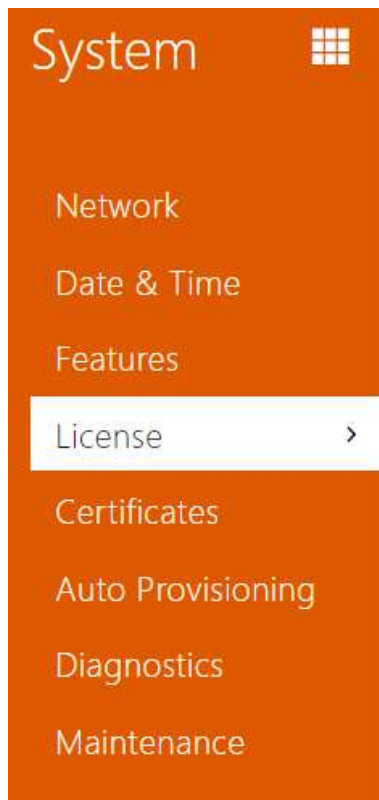 System
Network
Date & Time
Features
License
Certificates
Auto Provisioning
Diagnostics
Maintenance